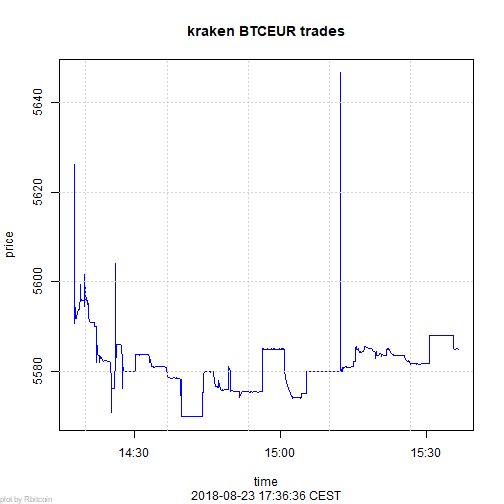 kraken BTCEUR trades
5640
5620
5600
5580
price
14:30 15:00 15:30
time
2018-08-23 17:36:36 CEST
plot by Rbitcoin